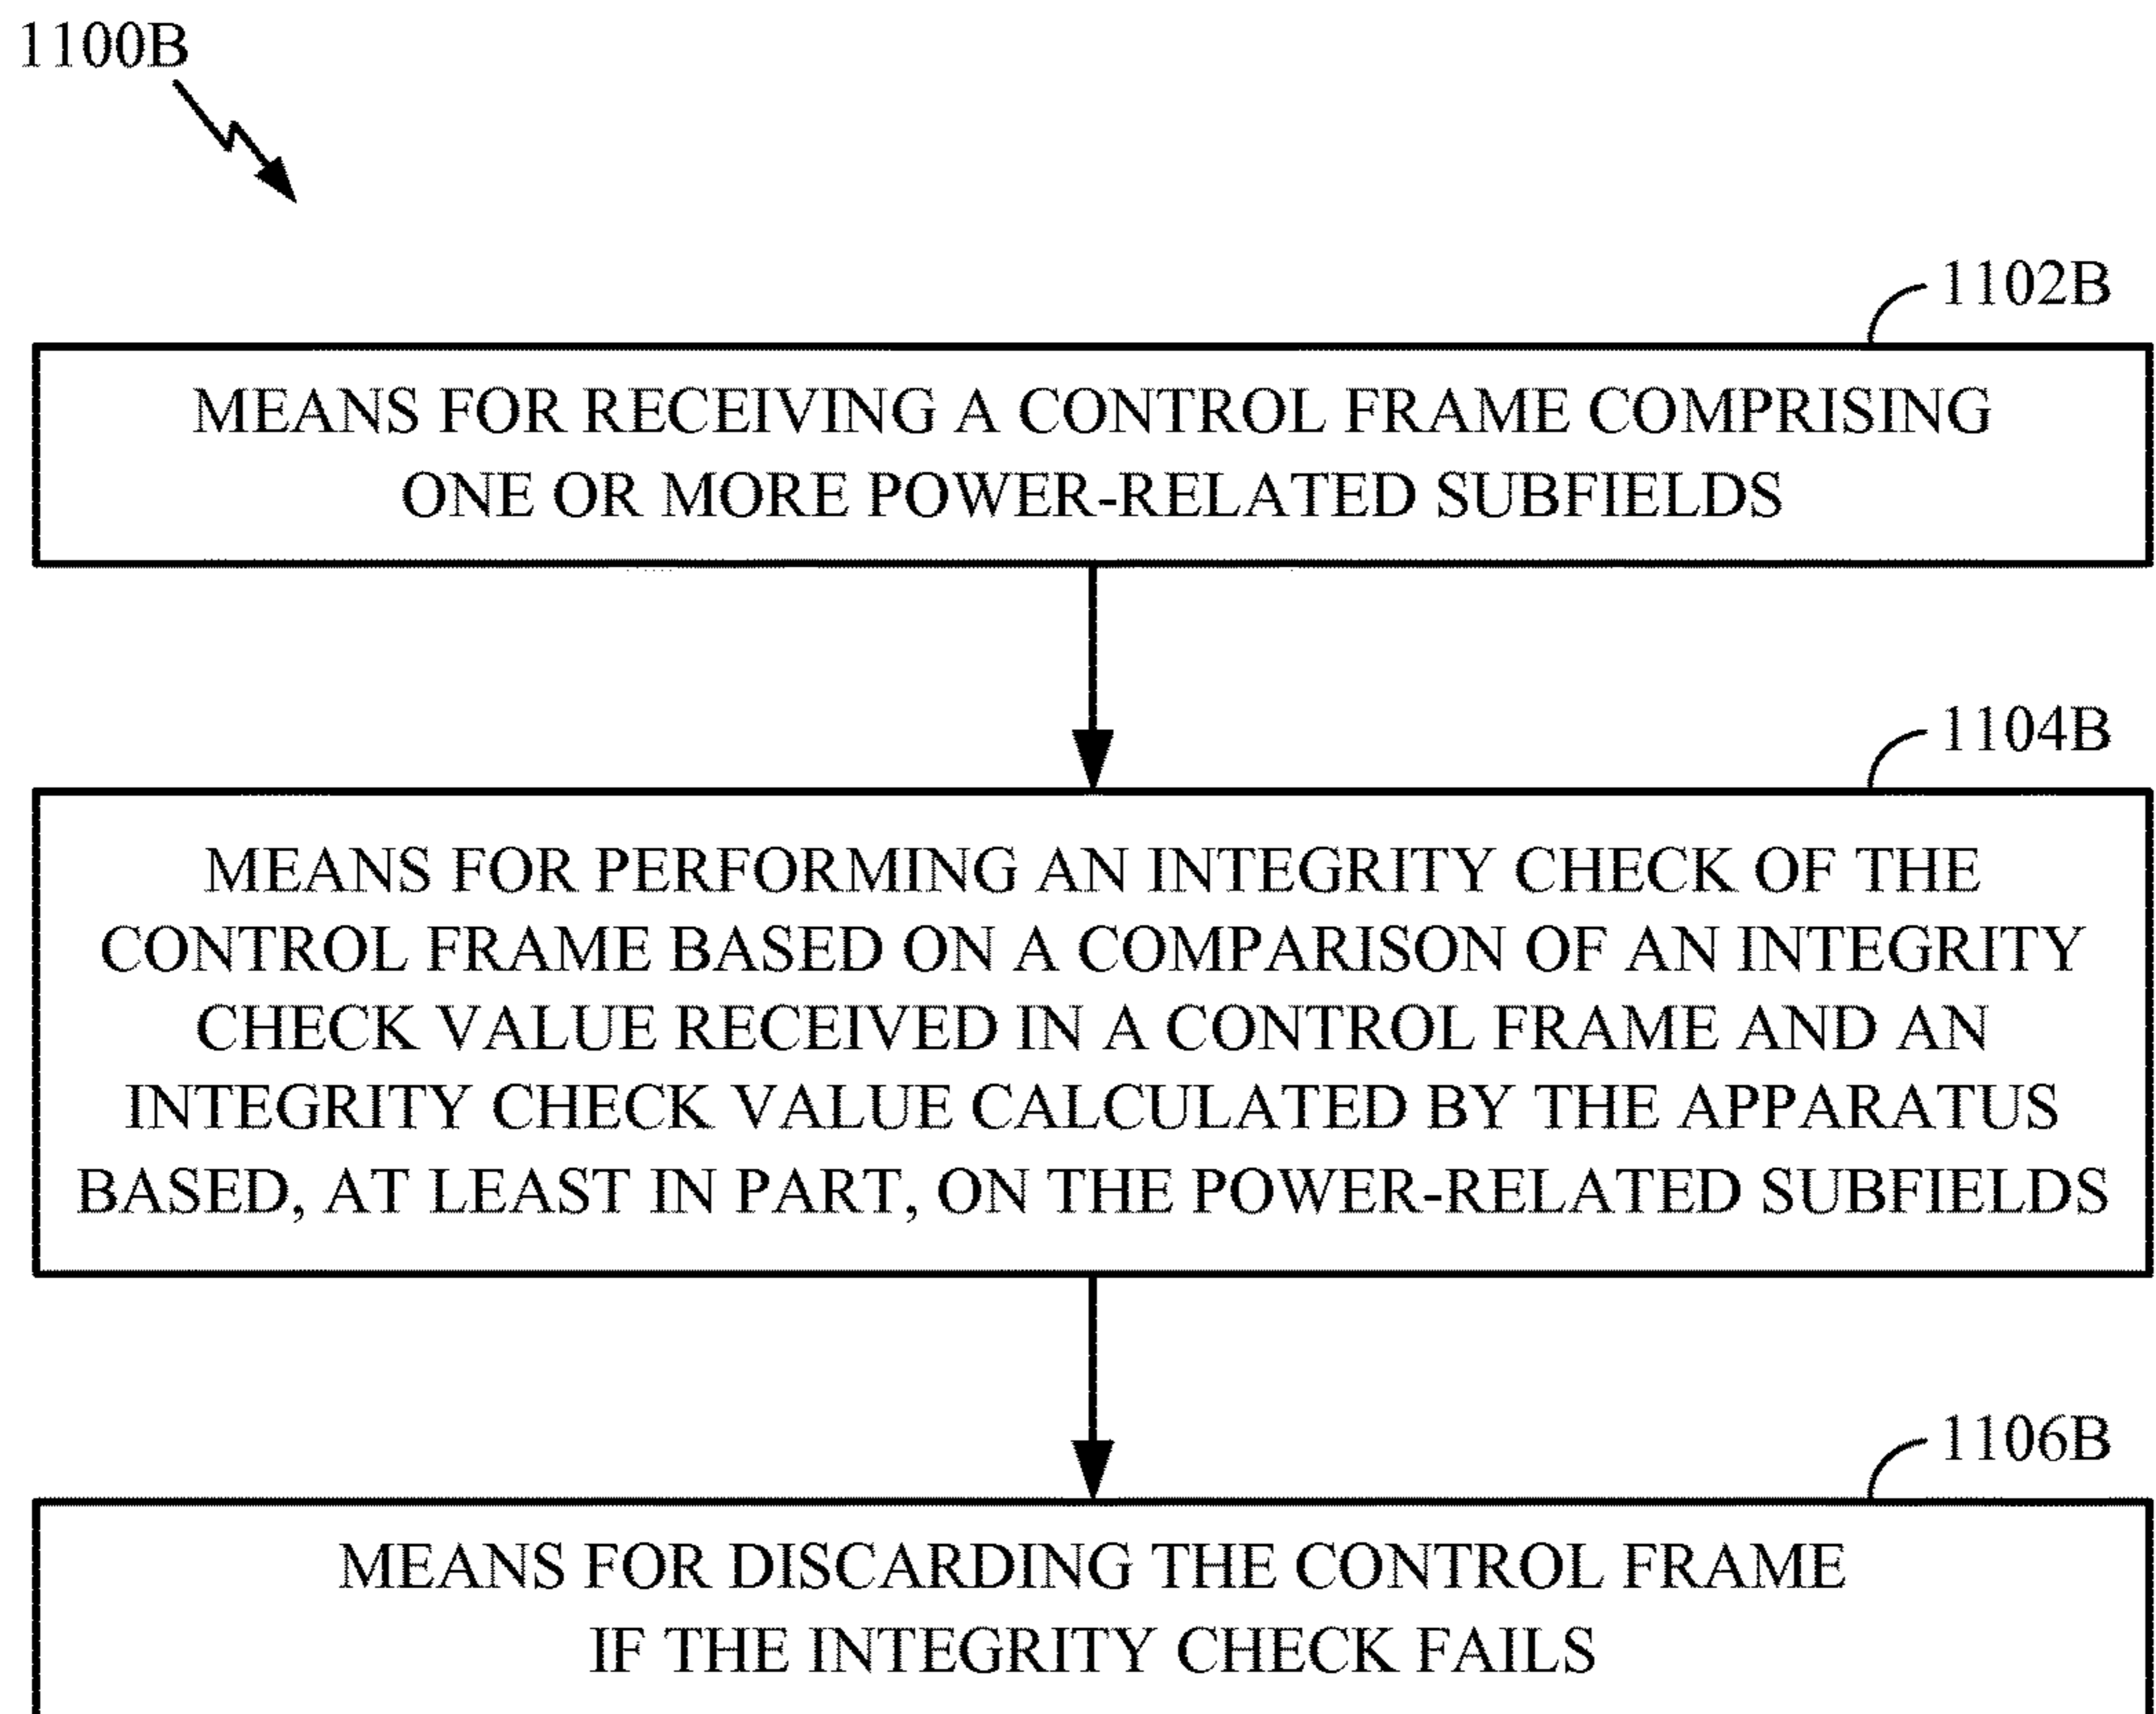 1100B
1102B
MEANS FOR RECEIVING A CONTROL FRAME COMPRISING
ONE OR MORE POWER-RELATED SUBFIELDS
1104B
MEANS FOR PERFORMING AN INTEGRITY CHECK OF THE
CONTROL FRAME BASED ON A COMPARISON OF AN INTEGRITY
CHECK VALUE RECEIVED IN A CONTROL FRAME AND AN
INTEGRITY CHECK VALUE CALCULATED BY THE APPARATUS
BASED, AT LEAST IN PART, ON THE POWER-RELATED SUBFIELDS
1106B
MEANS FOR DISCARDING THE CONTROL FRAME
IF THE INTEGRITY CHECK FAILS